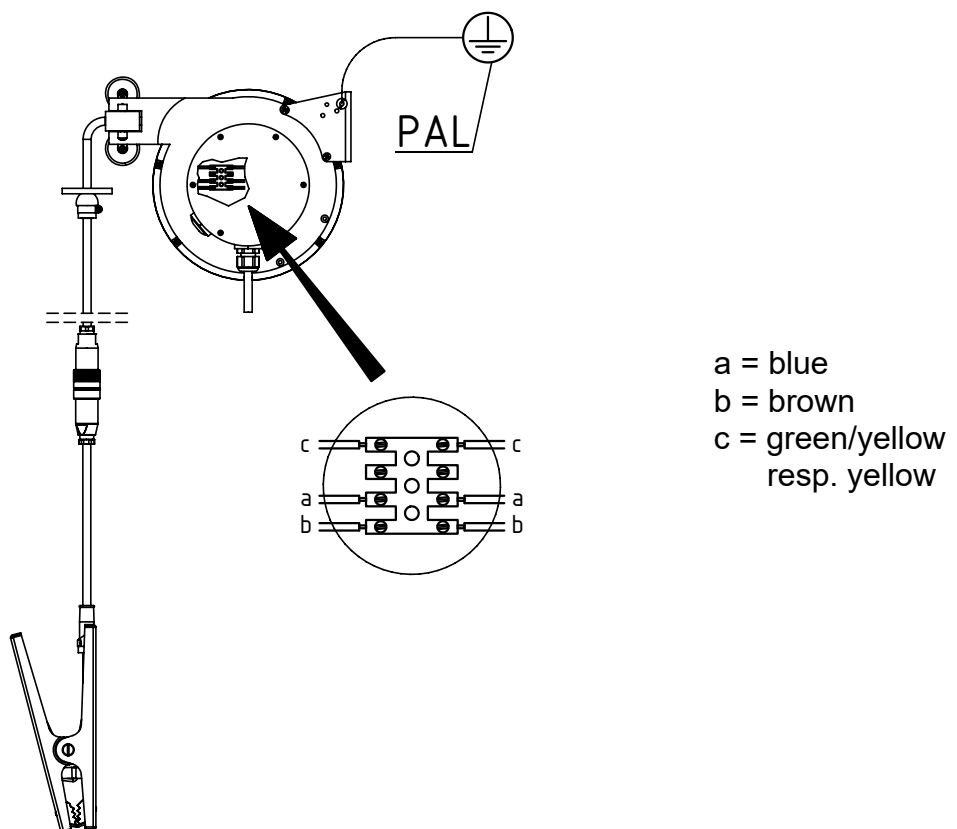 PAL
a = blue
b = brown
c = green/yellow
resp. yellow
c c
a a
b b